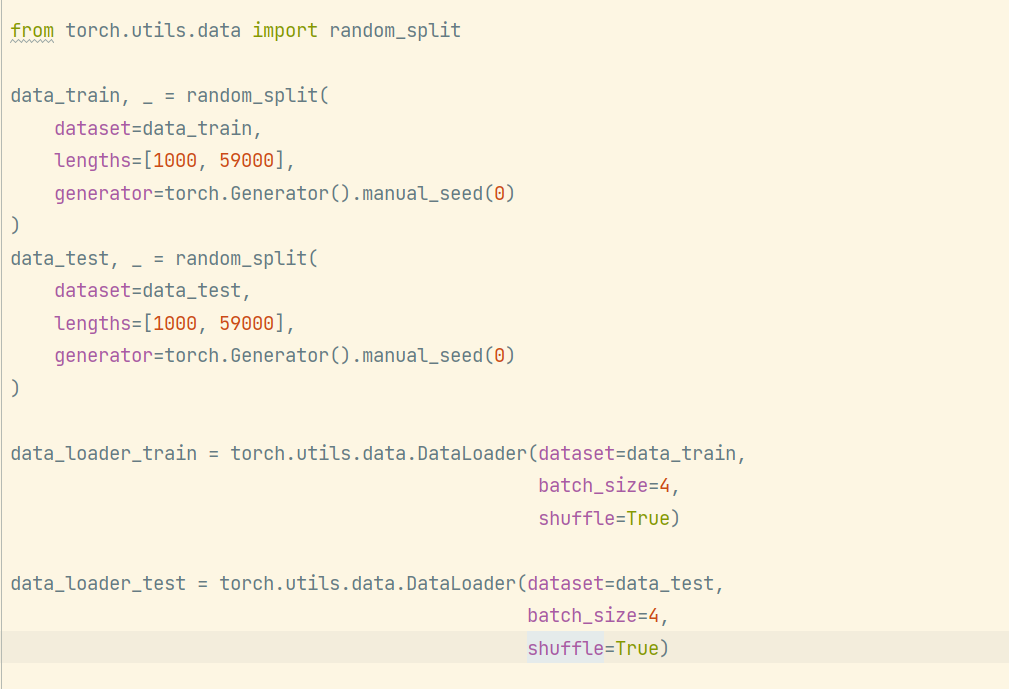 from torch.utils.data import random_split
data_train, _ = random_split(
    dataset=data_train,
    lengths=[1000, 59000],
    generator=torch.Generator().manual_seed(0)
)
data_test, _ = random_split(
    dataset=data_test,
    lengths=[1000, 59000],
    generator=torch.Generator().manual_seed(0)
)
data_loader_train = torch.utils.data.DataLoader(dataset=data_train,
                                                batch_size=4,
                                                shuffle=True)
data_loader_test = torch.utils.data.DataLoader(dataset=data_test,
                                               batch_size=4,
                                               shuffle=True)